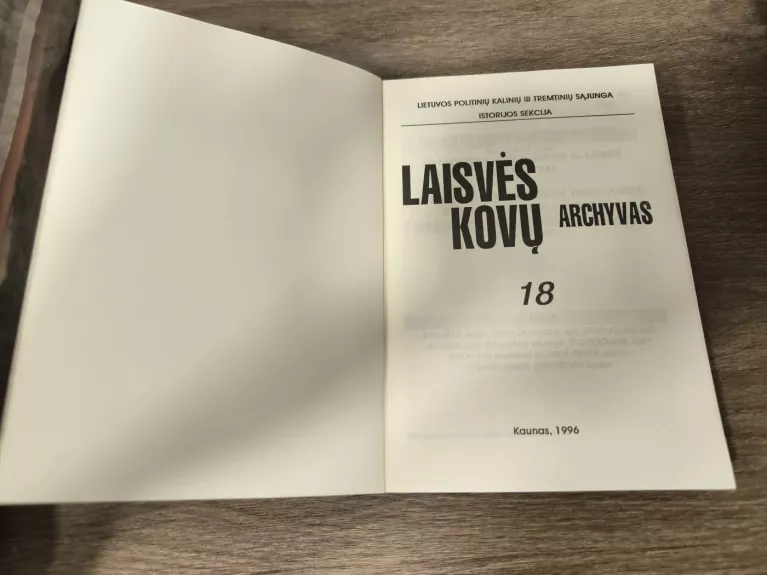 LIETUVOS POLITINIŲ KALINIŲ IR TREMTINIŲ SĄJUNGA
ISTORIJOS SEKCIJA
LAISVĖS
KOVŲ ARCHYVAS
18
Kaunas, 1996